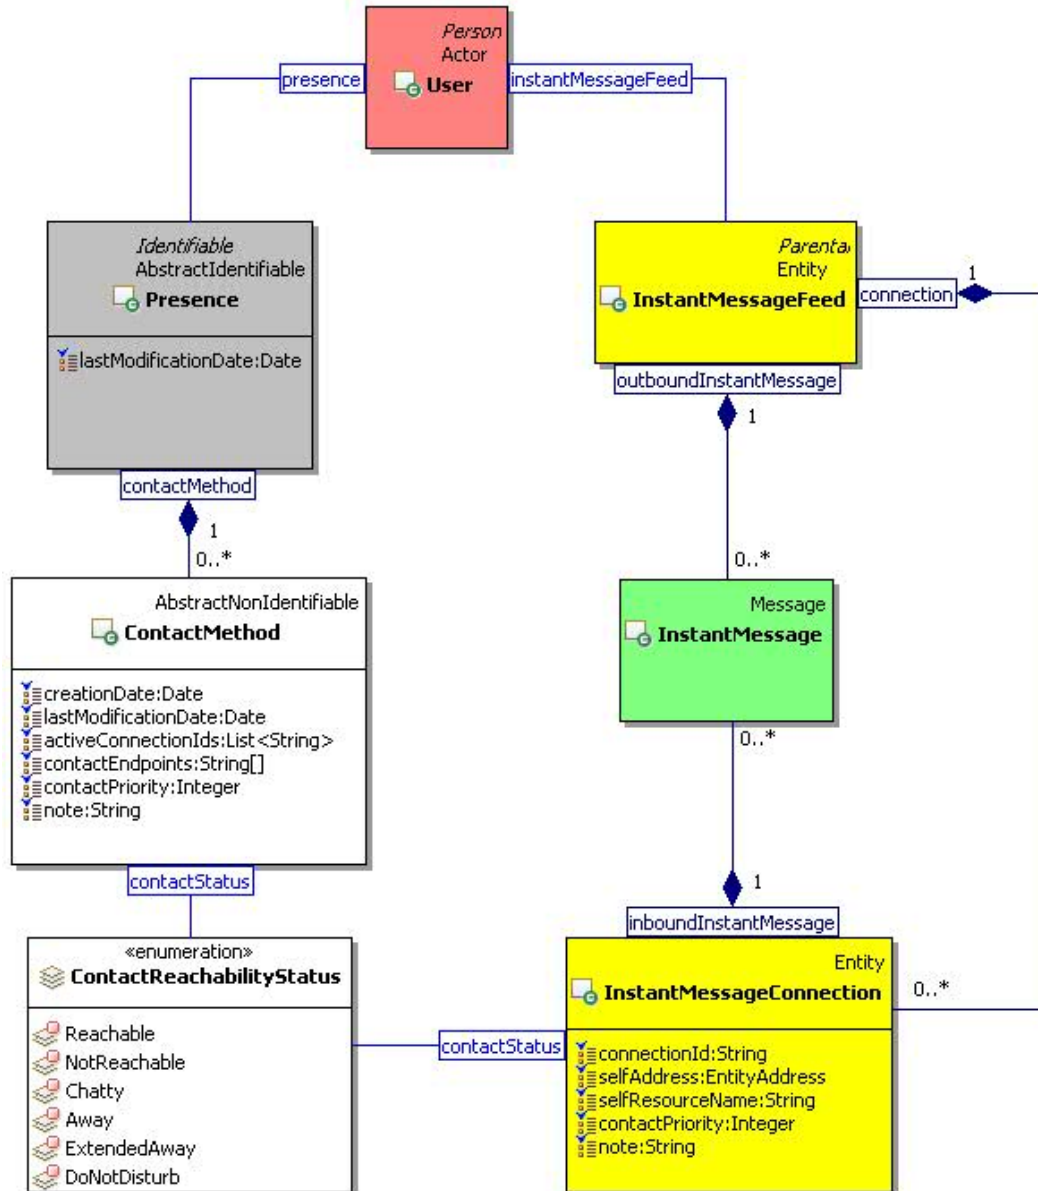 Person
Actor
User
presence
instantMessageFeed
Identifiable
AbstractIdentifiable
Presence
lastModificationDate:Date
contactMethod
1
0..*
Entity
InstantMessageFeed
connection
1
outboundInstantMessage
1
0..*
AbstractNonIdentifiable
ContactMethod
creationDate:Date
lastModificationDate:Date
activeConnectionIds:List<String>
contactEndpoints:String[]
contactPriority:Integer
note:String
contactStatus
Message
InstantMessage
0..*
1
inboundInstantMessage
«enumeration»
ContactReachabilityStatus
Reachable
NotReachable
Chatty
Away
ExtendedAway
DoNotDisturb
contactStatus
Entity
InstantMessageConnection
0..*
connectionId:String
selfAddress:EntityAddress
selfResourceName:String
contactPriority:Integer
note:String